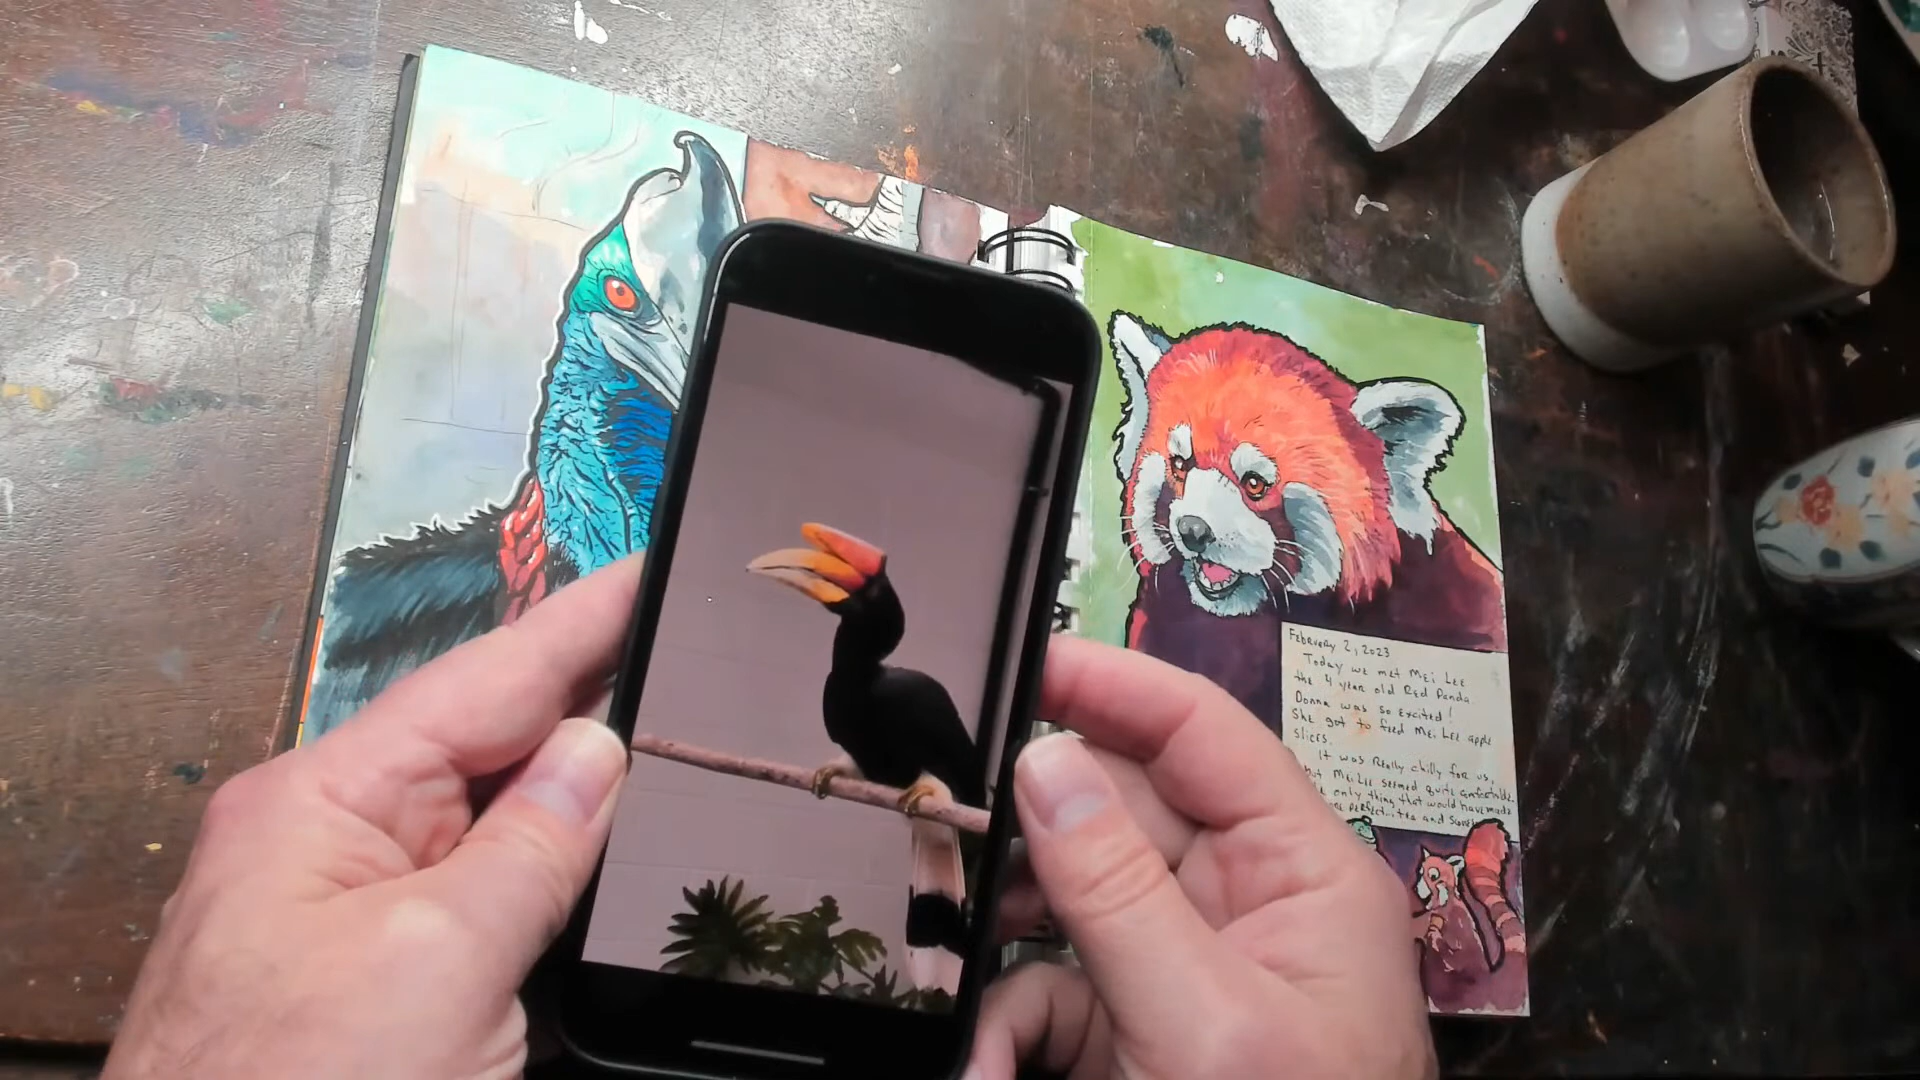 February 2, 2023
Today we met Mei Lee
the 4 year old Red Panda.
Donna was so Excited!
She got to feed Mei Lee apple
slices.
It was Really chilly for us,
but Mei Lee seemed quite comfortable.
only thing that would have made
perfect
and